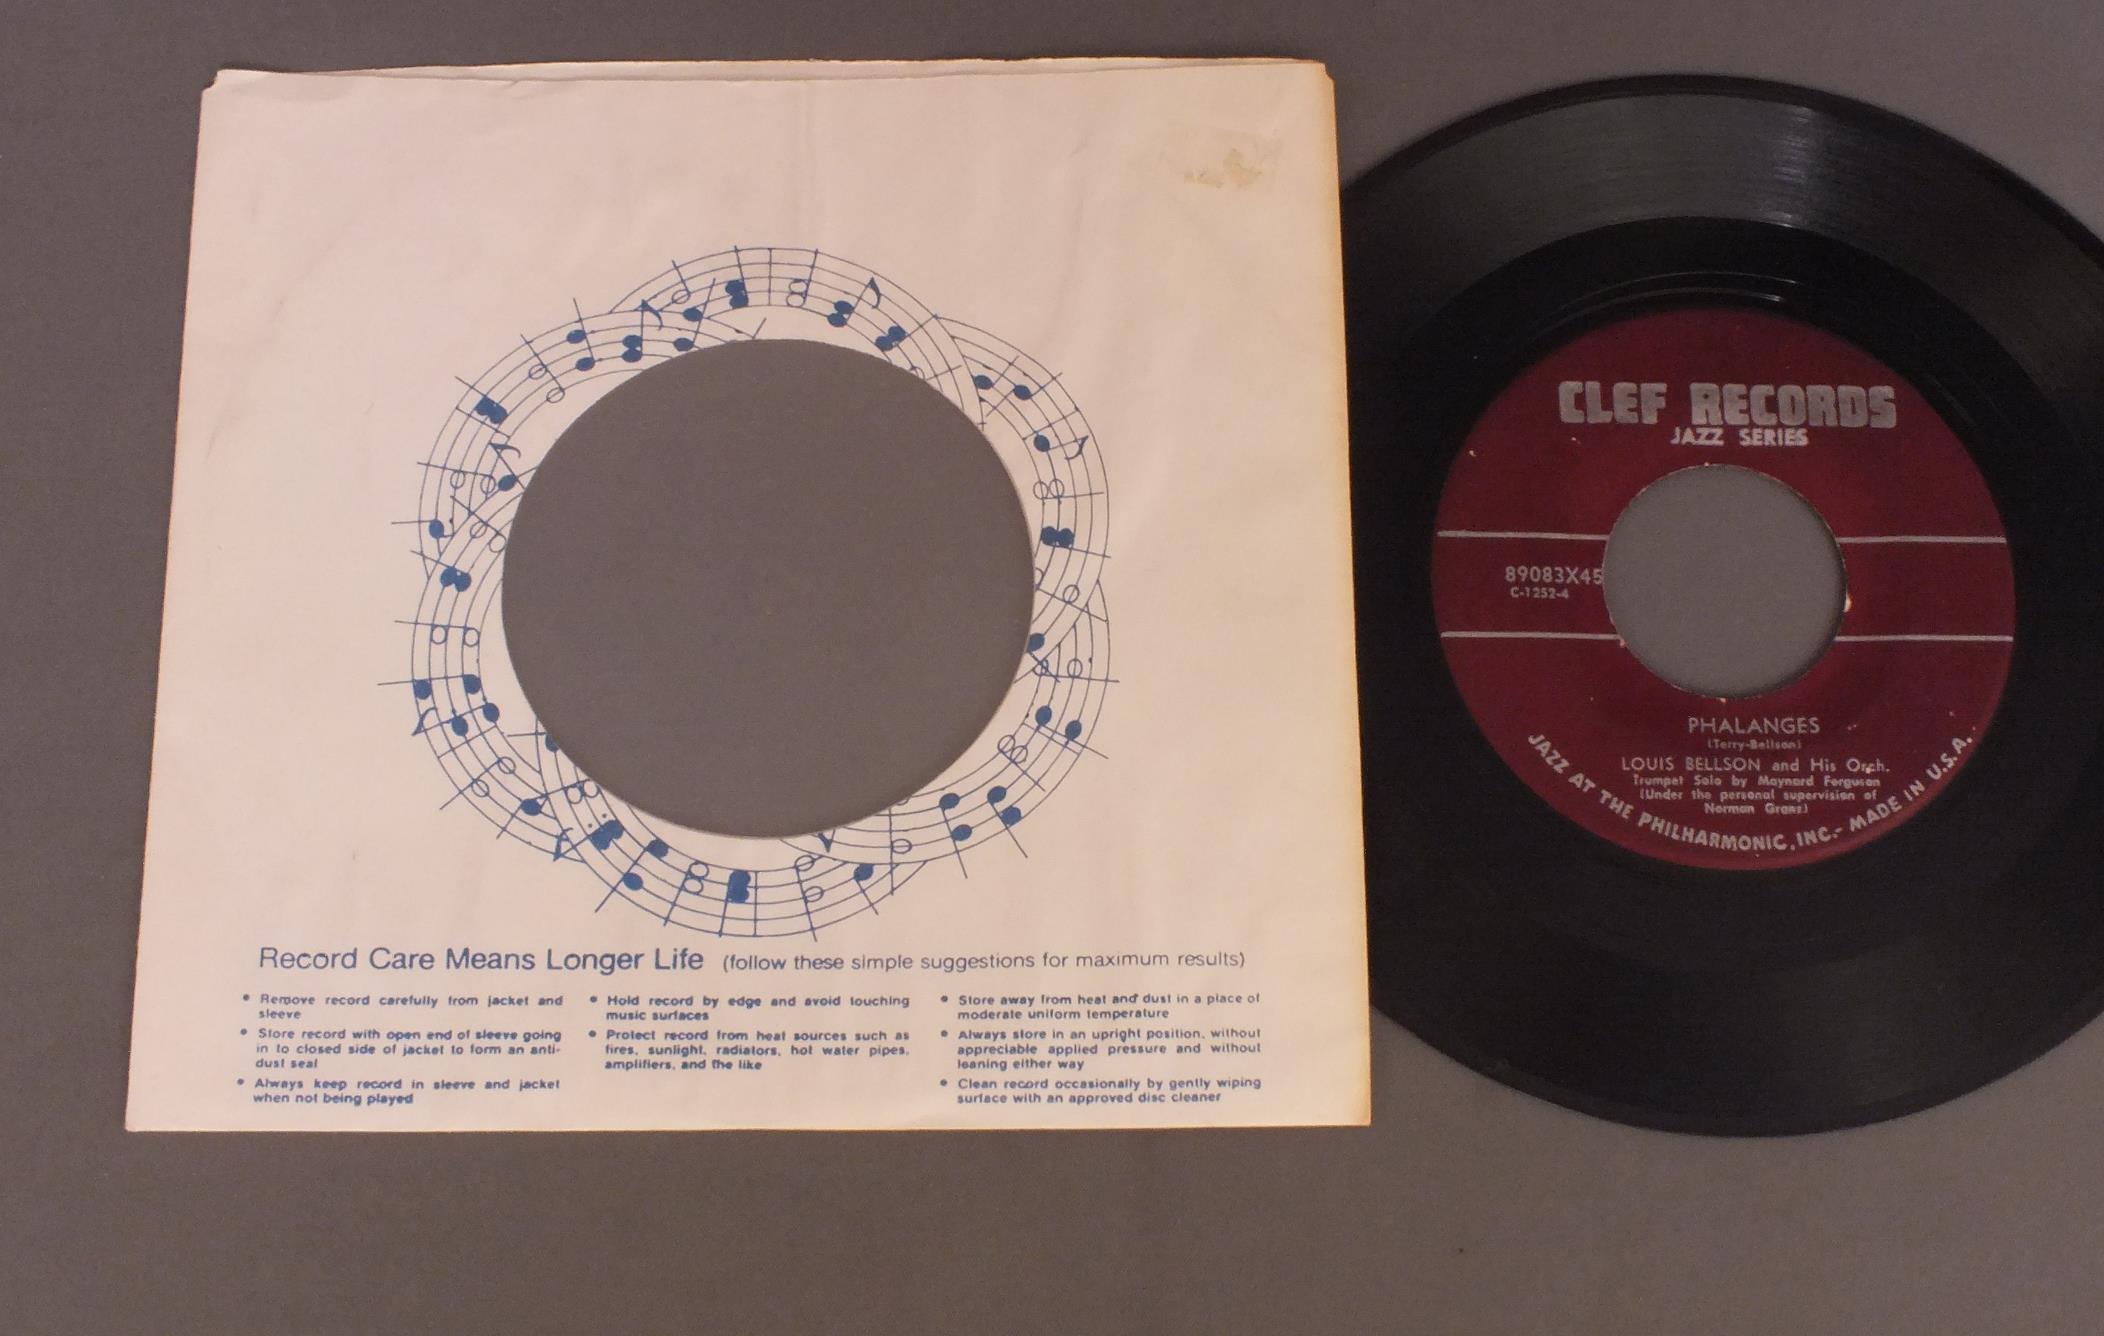 Record Care Means Longer Life (follow these simple suggestions for maximum results)
• Remove record carefully from jacket and
sleeve
• Store record with open end of sleeve going
in to closed side of jacket to form an anti-
dust seal
• Always keep record in sleeve and jacket
when not being played
• Hold record by edge and avoid touching
music surfaces
• Protect record from heat sources such as
fires, sunlight, radiators, hot water pipes,
amplifiers, and the like
• Store away from heat and dust in a place of
moderate uniform temperature
• Always store in an upright position, without
appreciable applied pressure and without
leaning either way
• Clean record occasionally by gently wiping
surface with an approved disc cleaner
CLEF RECORDS
JAZZ SERIES
89083X45
C-1252-4
PHALANGES
(Terry-Bellson)
LOUIS BELLSON and His Orch.
Trumpet Solo by Maynard Ferguson
(Under the personal supervision of
Norman Granz)
JAZZ AT THE PHILHARMONIC, INC.- MADE IN U.S.A.